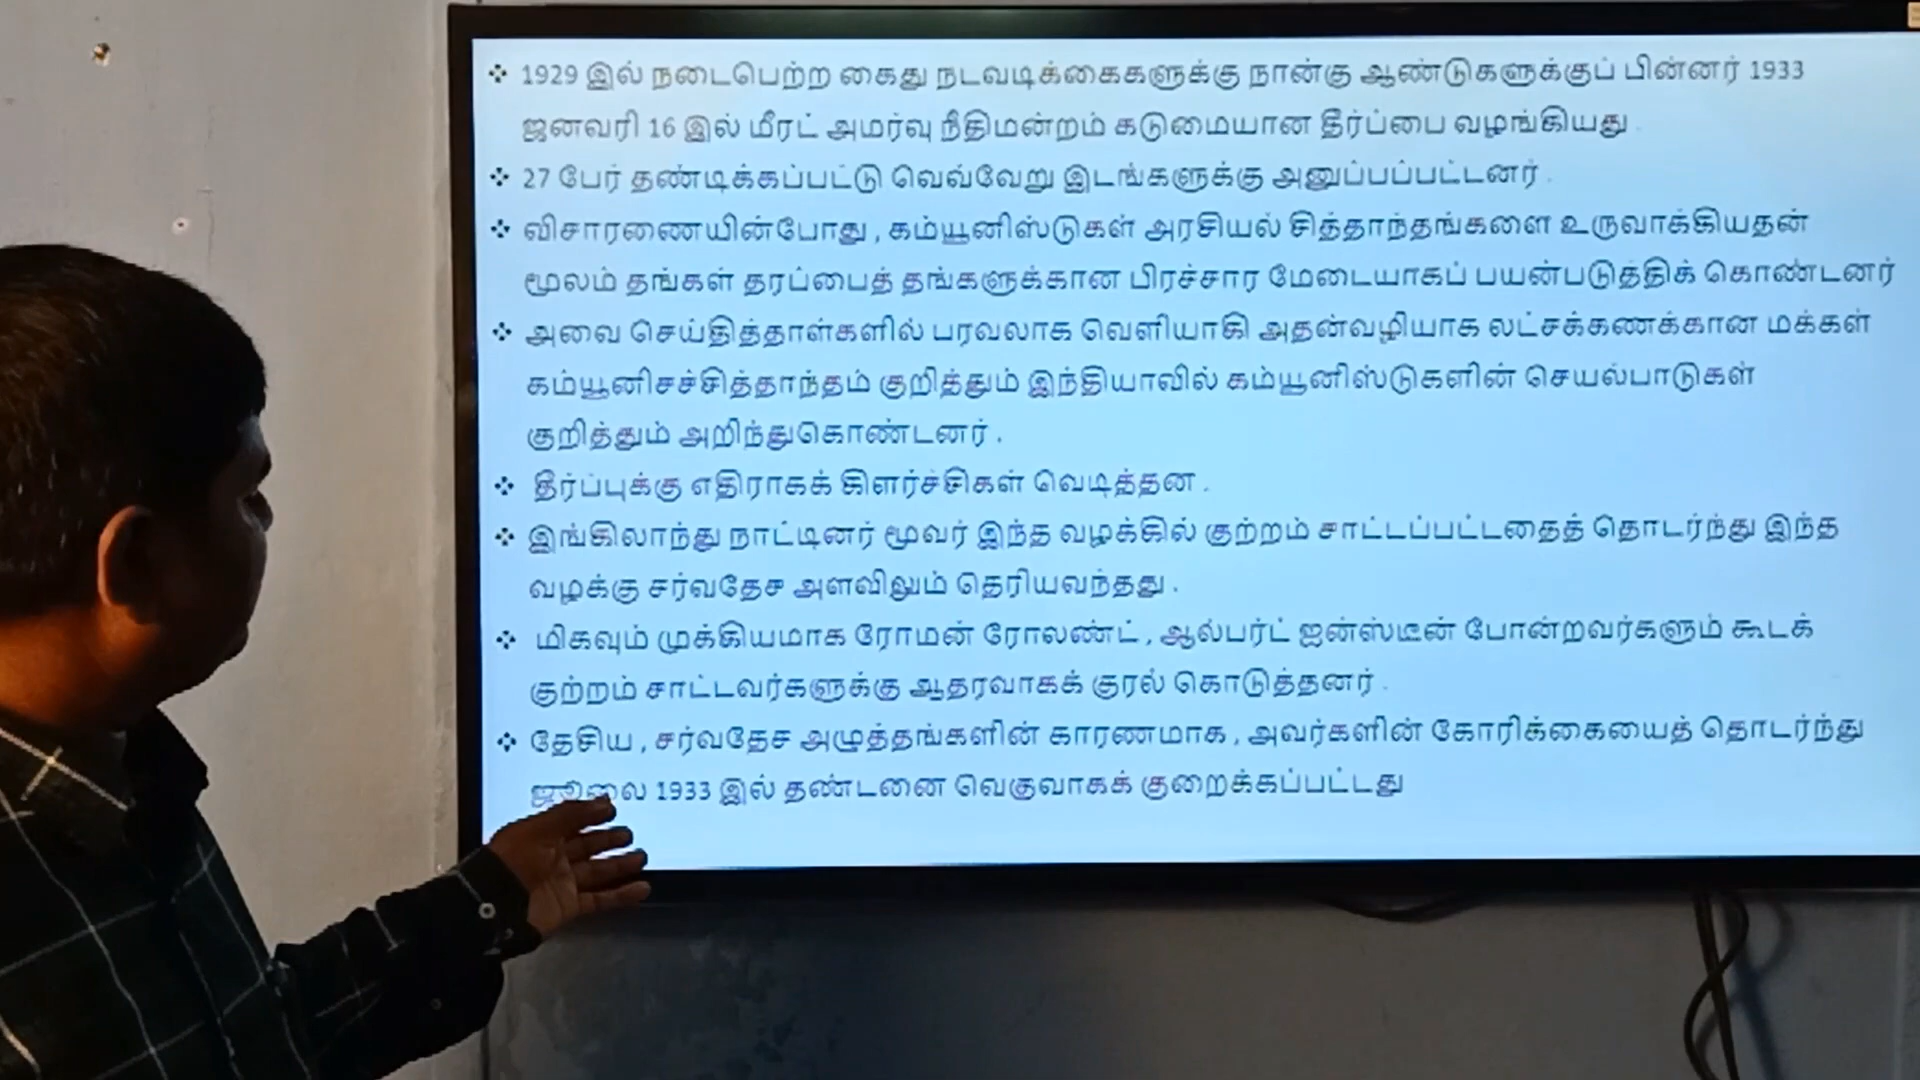 ❖ 1929 இல் நடைபெற்ற கைது நடவடிக்கைகளுக்கு நான்கு ஆண்டுகளுக்குப் பின்னர் 1933
ஜனவரி 16 இல் மீரட் அமர்வு நீதிமன்றம் கடுமையான தீர்ப்பை வழங்கியது .
❖ 27 பேர் தண்டிக்கப்பட்டு வெவ்வேறு இடங்களுக்கு அனுப்பப்பட்டனர் .
❖ விசாரணையின்போது , கம்யூனிஸ்டுகள் அரசியல் சித்தாந்தங்களை உருவாக்கியதன்
மூலம் தங்கள் தரப்பைத் தங்களுக்கான பிரச்சார மேடையாகப் பயன்படுத்திக் கொண்டனர்
❖ அவை செய்தித்தாள்களில் பரவலாக வெளியாகி அதன்வழியாக லட்சக்கணக்கான மக்கள்
கம்யூனிசச்சித்தாந்தம் குறித்தும் இந்தியாவில் கம்யூனிஸ்டுகளின் செயல்பாடுகள்
குறித்தும் அறிந்துகொண்டனர் .
❖ தீர்ப்புக்கு எதிராகக் கிளர்ச்சிகள் வெடித்தன .
❖ இங்கிலாந்து நாட்டினர் மூவர் இந்த வழக்கில் குற்றம் சாட்டப்பட்டதைத் தொடர்ந்து இந்த
வழக்கு சர்வதேச அளவிலும் தெரியவந்தது .
❖ மிகவும் முக்கியமாக ரோமன் ரோலண்ட் , ஆல்பர்ட் ஐன்ஸ்டீன் போன்றவர்களும் கூடக்
குற்றம் சாட்டவர்களுக்கு ஆதரவாகக் குரல் கொடுத்தனர் .
❖ தேசிய , சர்வதேச அழுத்தங்களின் காரணமாக , அவர்களின் கோரிக்கையைத் தொடர்ந்து
ஜூலை 1933 இல் தண்டனை வெகுவாகக் குறைக்கப்பட்டது